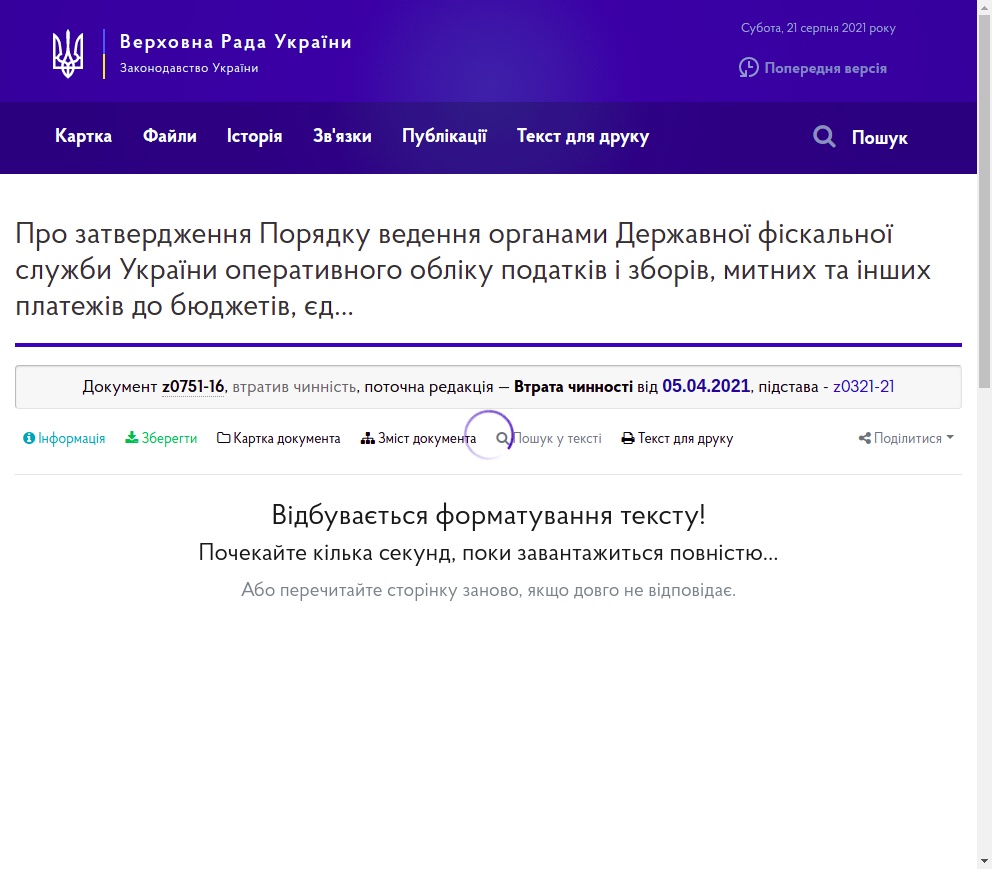 Верховна Рада України
Законодавство України
Субота, 21 серпня 2021 року
Попередня версія
Картка Файли Історія Зв'язки Публікації Текст для друку Пошук
Про затвердження Порядку ведення органами Державної фіскальної
служби України оперативного обліку податків і зборів, митних та інших
платежів до бюджетів, єд...
Документ z0751-16, втратив чинність, поточна редакція — Втрата чинності від 05.04.2021, підстава - z0321-21
Інформація Зберегти Картка документа Зміст документа Пошук у тексті Текст для друку Поділитися
Відбувається форматування тексту!
Почекайте кілька секунд, поки завантажиться повністю...
Або перечитайте сторінку заново, якщо довго не відповідає.